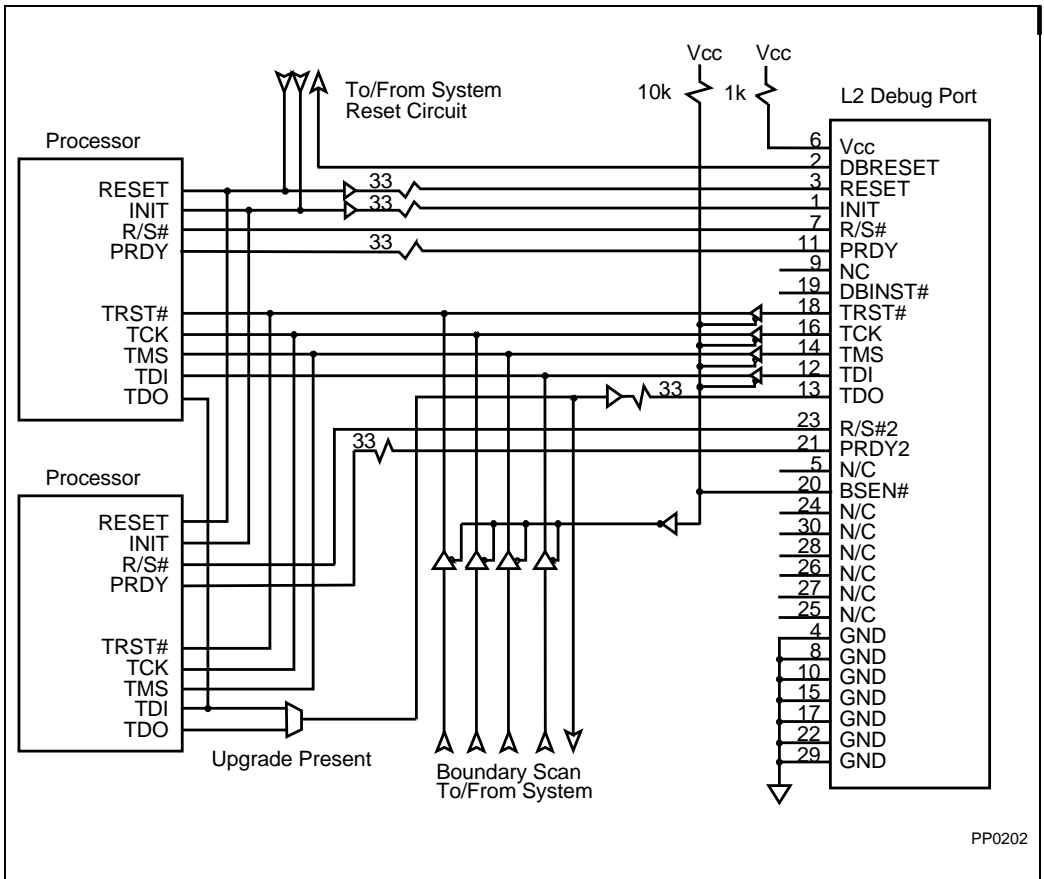 Vcc Vcc
10k 1k
L2 Debug Port
To/From System
Reset Circuit
Processor
RESET
INIT
R/S#
PRDY
TRST#
TCK
TMS
TDI
TDO
33
33
33
33
33
6 Vcc
2 DBRESET
3 RESET
1 INIT
7 R/S#
11 PRDY
9 NC
19 DBINST#
18 TRST#
16 TCK
14 TMS
12 TDI
13 TDO
23 R/S#2
21 PRDY2
5 N/C
20 BSEN#
24 N/C
30 N/C
28 N/C
26 N/C
27 N/C
25 N/C
4 GND
8 GND
10 GND
15 GND
17 GND
22 GND
29 GND
Processor
RESET
INIT
R/S#
PRDY
TRST#
TCK
TMS
TDI
TDO
Upgrade Present
Boundary Scan
To/From System
PP0202